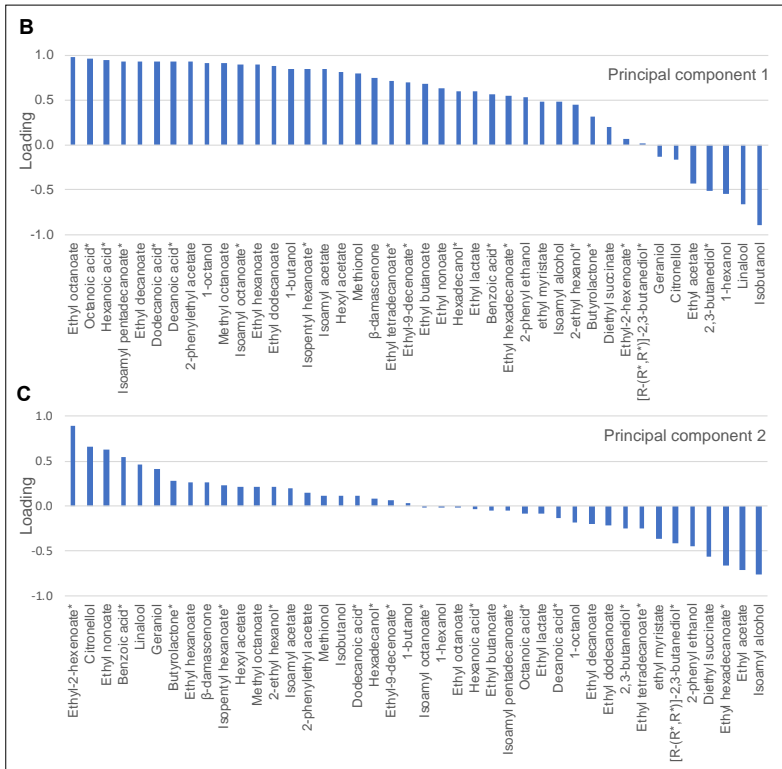 B
1.0
0.5
0.0
-0.5
-1.0
Loading
Principal component 1
Ethyl octanoate
Octanoic acid*
Hexanoic acid*
Isoamyl pentadecanoate*
Ethyl decanoate
Dodecanoic acid*
Decanoic acid*
2-phenylethyl acetate
1-octanol
Methyl octanoate
Isoamyl octanoate*
Ethyl hexanoate
Ethyl dodecanoate
1-butanol
Isopentyl hexanoate*
Isoamyl acetate
Hexyl acetate
Methionol
β-damascenone
Ethyl tetradecanoate*
Ethyl-9-decenoate*
Ethyl butanoate
Ethyl nonoate
Hexadecanol*
Ethyl lactate
Benzoic acid*
Ethyl hexadecanoate*
2-phenyl ethanol
ethyl myristate
Isoamyl alcohol
2-ethyl hexanol*
Butyrolactone*
Diethyl succinate
Ethyl-2-hexenoate*
[R-(R*,R*)]-2,3-butanediol*
Geraniol
Citronellol
Ethyl acetate
2,3-butanediol*
1-hexanol
Linalool
Isobutanol
C
1.0
0.5
0.0
-0.5
-1.0
Loading
Principal component 2
Ethyl-2-hexenoate*
Citronellol
Ethyl nonoate
Benzoic acid*
Linalool
Geraniol
Butyrolactone*
Ethyl hexanoate
β-damascenone
Isopentyl hexanoate*
Hexyl acetate
Methyl octanoate
2-ethyl hexanol*
Isoamyl acetate
2-phenylethyl acetate
Methionol
Isobutanol
Dodecanoic acid*
Hexadecanol*
Ethyl-9-decenoate*
1-butanol
Isoamyl octanoate*
1-hexanol
Ethyl octanoate
Hexanoic acid*
Ethyl butanoate
Isoamyl pentadecanoate*
Octanoic acid*
Ethyl lactate
Decanoic acid*
1-octanol
Ethyl decanoate
Ethyl dodecanoate
2,3-butanediol*
Ethyl tetradecanoate*
ethyl myristate
[R-(R*,R*)]-2,3-butanediol*
2-phenyl ethanol
Diethyl succinate
Ethyl hexadecanoate*
Ethyl acetate
Isoamyl alcohol